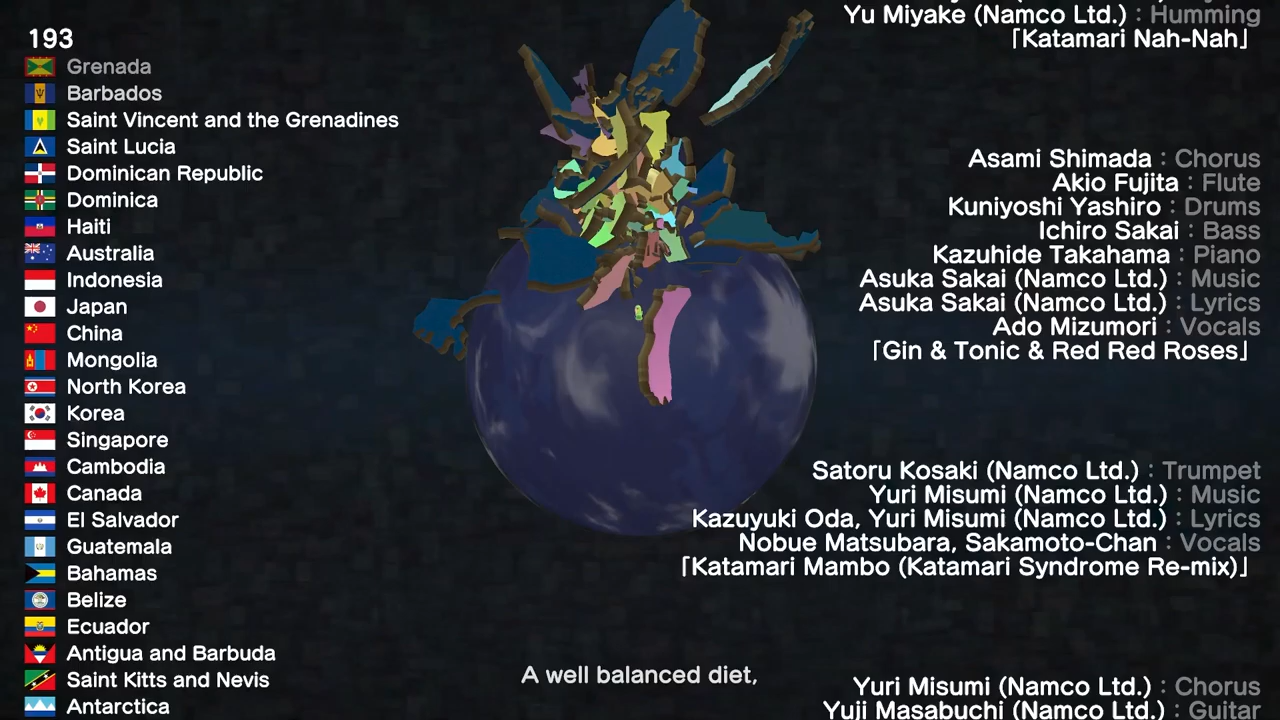 193
Grenada
Barbados
Saint Vincent and the Grenadines
Saint Lucia
Dominican Republic
Dominica
Haiti
Australia
Indonesia
Japan
China
Mongolia
North Korea
Korea
Singapore
Cambodia
Canada
El Salvador
Guatemala
Bahamas
Belize
Ecuador
Antigua and Barbuda
Saint Kitts and Nevis
Antarctica
Yu Miyake (Namco Ltd.) : Humming
「Katamari Nah-Nah」
Asami Shimada : Chorus
Akio Fujita : Flute
Kuniyoshi Yashiro : Drums
Ichiro Sakai : Bass
Kazuhide Takahama : Piano
Asuka Sakai (Namco Ltd.) : Music
Asuka Sakai (Namco Ltd.) : Lyrics
Ado Mizumori : Vocals
「Gin & Tonic & Red Red Roses」
Satoru Kosaki (Namco Ltd.) : Trumpet
Yuri Misumi (Namco Ltd.) : Music
Kazuyuki Oda, Yuri Misumi (Namco Ltd.) : Lyrics
Nobue Matsubara, Sakamoto-Chan : Vocals
「Katamari Mambo (Katamari Syndrome Re-mix)」
Yuri Misumi (Namco Ltd.) : Chorus
Yuji Masabuchi (Namco Ltd.) : Guitar
A well balanced diet,